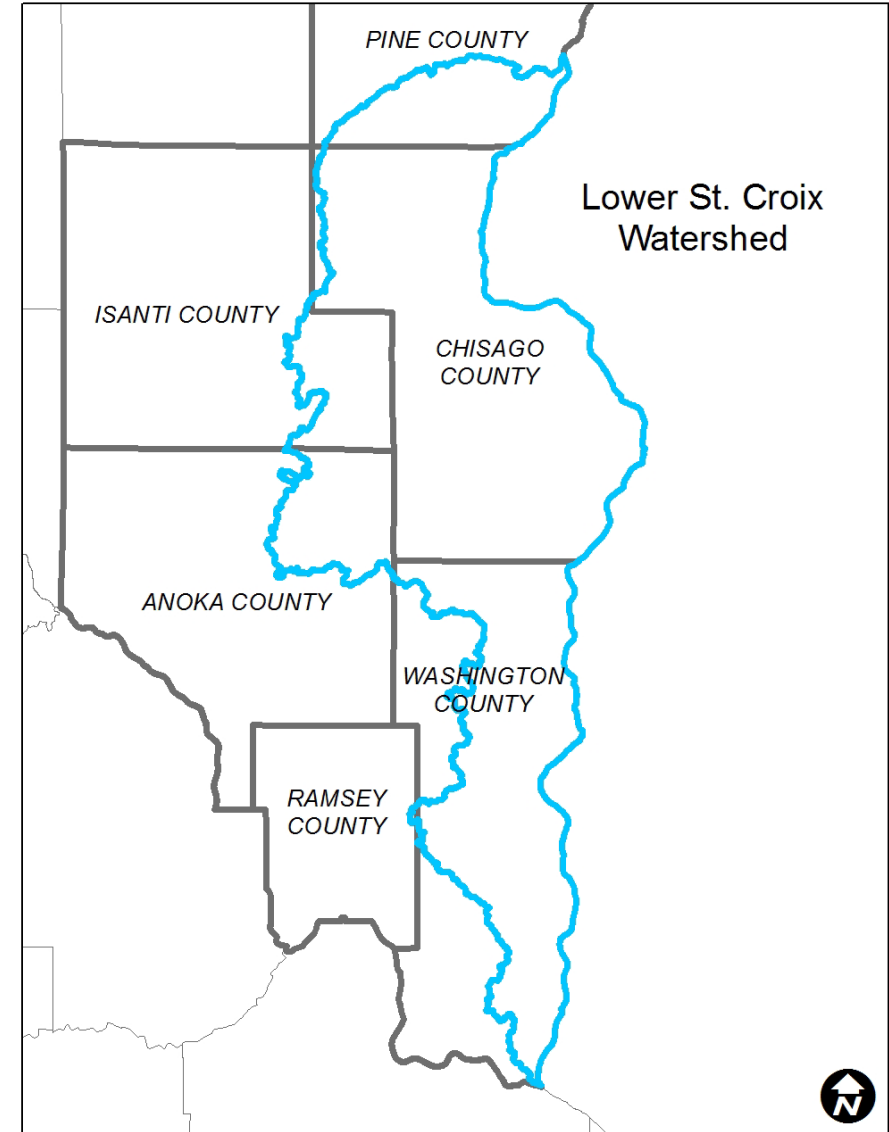 PINE COUNTY
Lower St. Croix
Watershed
ISANTI COUNTY
CHISAGO
COUNTY
ANOKA COUNTY
WASHINGTON
COUNTY
RAMSEY
COUNTY
N